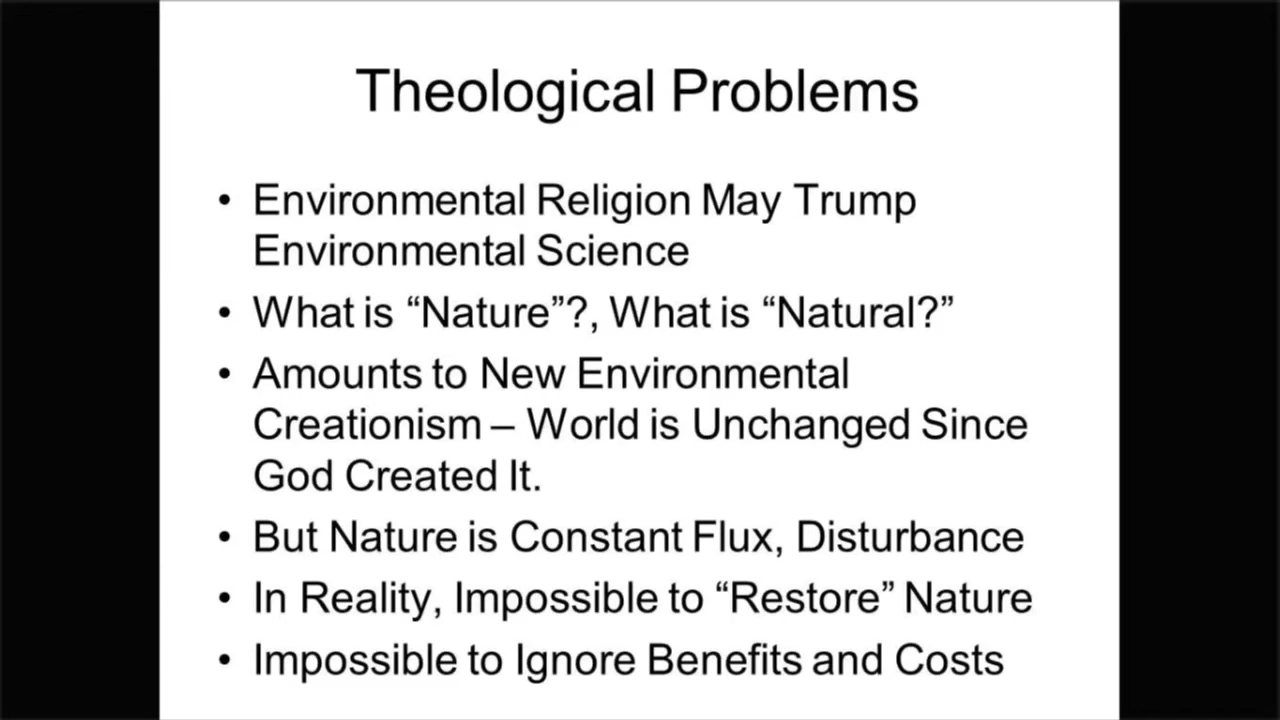 Theological Problems
• Environmental Religion May Trump
Environmental Science
• What is “Nature”?, What is “Natural?”
• Amounts to New Environmental
Creationism – World is Unchanged Since
God Created It.
• But Nature is Constant Flux, Disturbance
• In Reality, Impossible to “Restore” Nature
• Impossible to Ignore Benefits and Costs